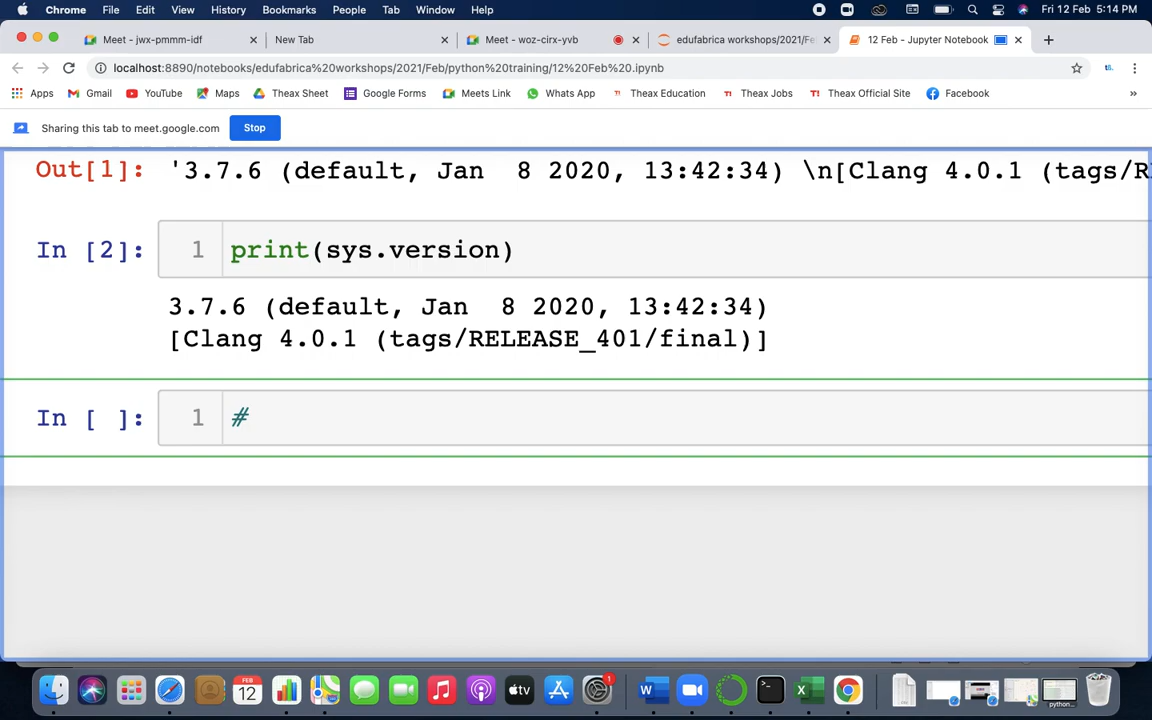 Chrome File Edit View History Bookmarks People Tab Window Help Fri 12 Feb 5:14 PM
Meet - jwx-pmmm-idf New Tab Meet - woz-cirx-yvb edufabrica workshops/2021/Fe 12 Feb - Jupyter Notebook
localhost:8890/notebooks/edufabrica%20workshops/2021/Feb/python%20training/12%20Feb%20.ipynb
Apps Gmail YouTube Maps Theax Sheet Google Forms Meets Link Whats App Theax Education Theax Jobs Theax Official Site Facebook »
Sharing this tab to meet.google.com Stop
Out[1]: '3.7.6 (default, Jan  8 2020, 13:42:34) \n[Clang 4.0.1 (tags/R
In [2]: 1 print(sys.version)
3.7.6 (default, Jan  8 2020, 13:42:34)
[Clang 4.0.1 (tags/RELEASE_401/final)]
In [ ]: 1 #
FEB
12
tv
1
python...